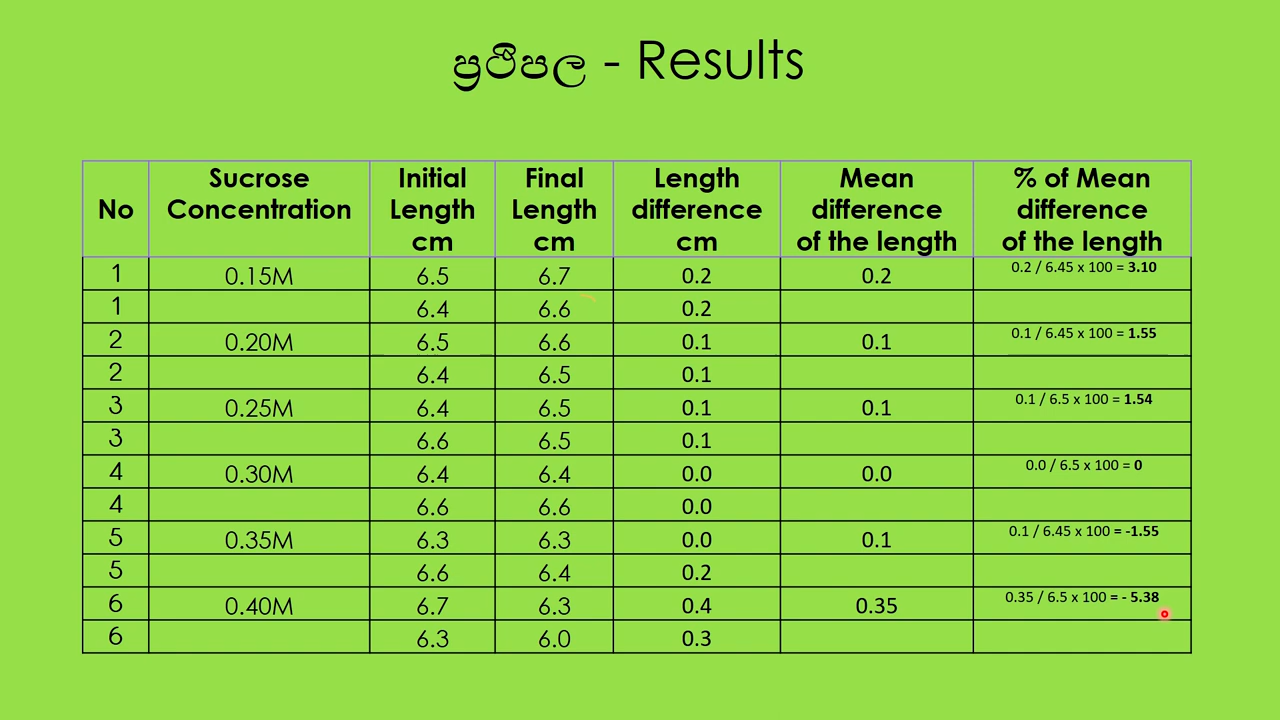 ප්‍රථිපල - Results
No Sucrose Concentration Initial Length cm Final Length cm Length difference cm Mean difference of the length % of Mean difference of the length
1 0.15M 6.5 6.7 0.2 0.2 0.2 / 6.45 x 100 = 3.10
1 6.4 6.6 0.2
2 0.20M 6.5 6.6 0.1 0.1 0.1 / 6.45 x 100 = 1.55
2 6.4 6.5 0.1
3 0.25M 6.4 6.5 0.1 0.1 0.1 / 6.5 x 100 = 1.54
3 6.6 6.5 0.1
4 0.30M 6.4 6.4 0.0 0.0 0.0 / 6.5 x 100 = 0
4 6.6 6.6 0.0
5 0.35M 6.3 6.3 0.0 0.1 0.1 / 6.45 x 100 = -1.55
5 6.6 6.4 0.2
6 0.40M 6.7 6.3 0.4 0.35 0.35 / 6.5 x 100 = - 5.38
6 6.3 6.0 0.3